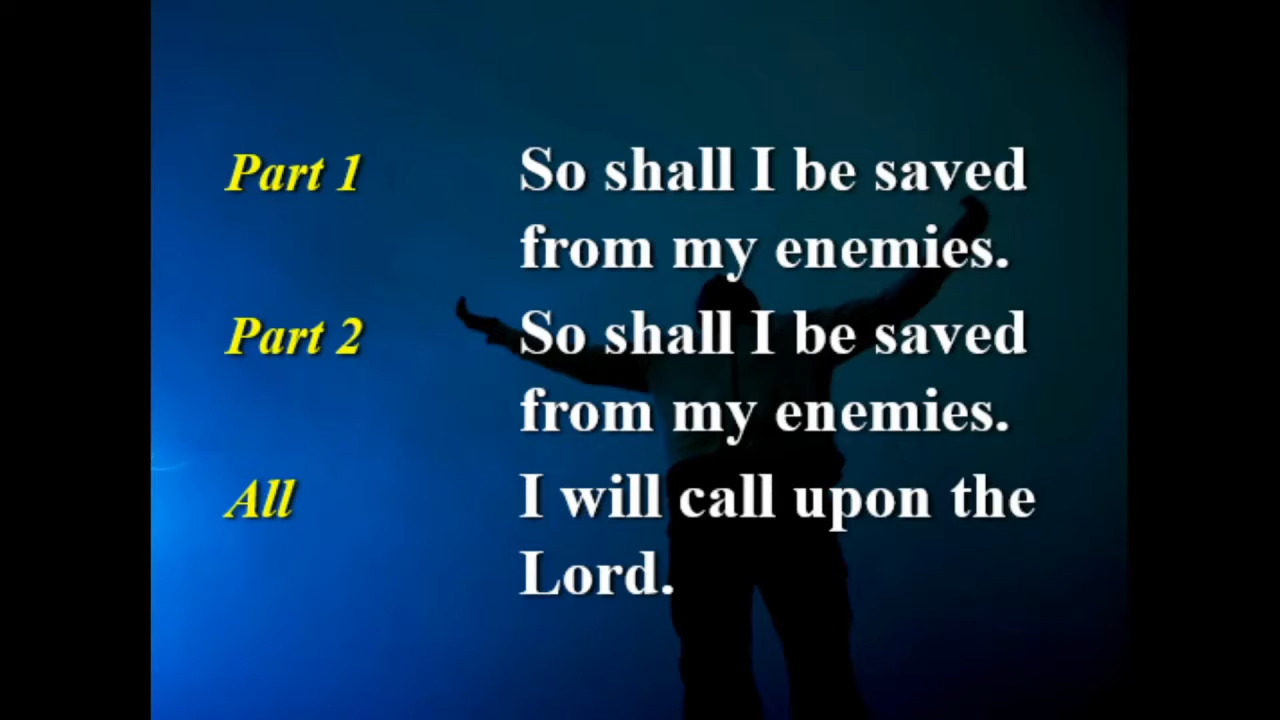 Part 1 So shall I be saved
from my enemies.
Part 2 So shall I be saved
from my enemies.
All I will call upon the
Lord.